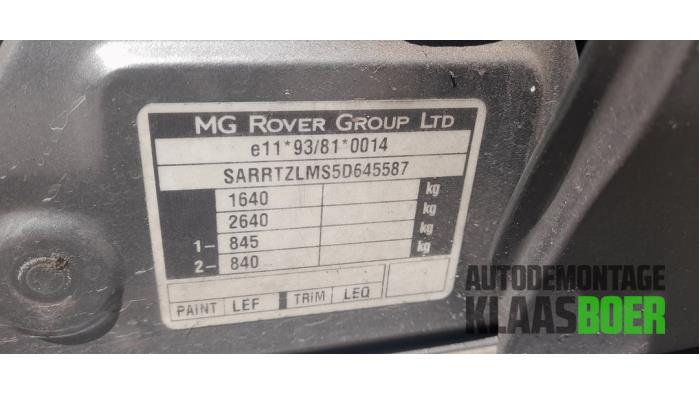 MG ROVER GROUP LTD
e11*93/81*0014
SARRTZLMS5D645587
1640 kg
2640 kg
1- 845 kg
2- 840 kg
PAINT LEF TRIM LEQ
AUTODEMONTAGE
KLAASBOER